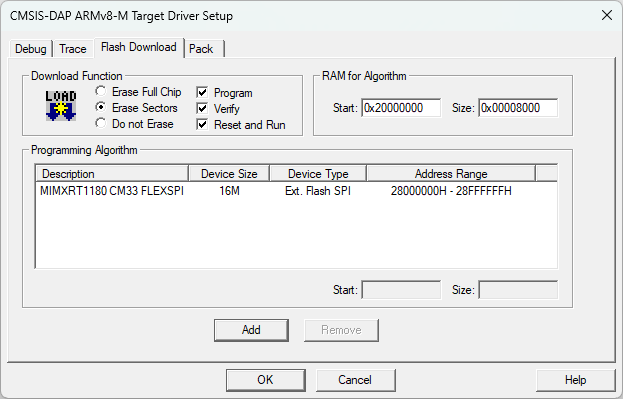 CMSIS-DAP ARMv8-M Target Driver Setup
Debug Trace Flash Download Pack
Download Function
LOAD
Erase Full Chip
Erase Sectors
Do not Erase
Program
Verify
Reset and Run
RAM for Algorithm
Start: 0x20000000 Size: 0x00008000
Programming Algorithm
Description Device Size Device Type Address Range
MIMXRT1180 CM33 FLEXSPI 16M Ext. Flash SPI 28000000H - 28FFFFFFH
Start: Size:
Add Remove
OK Cancel Help